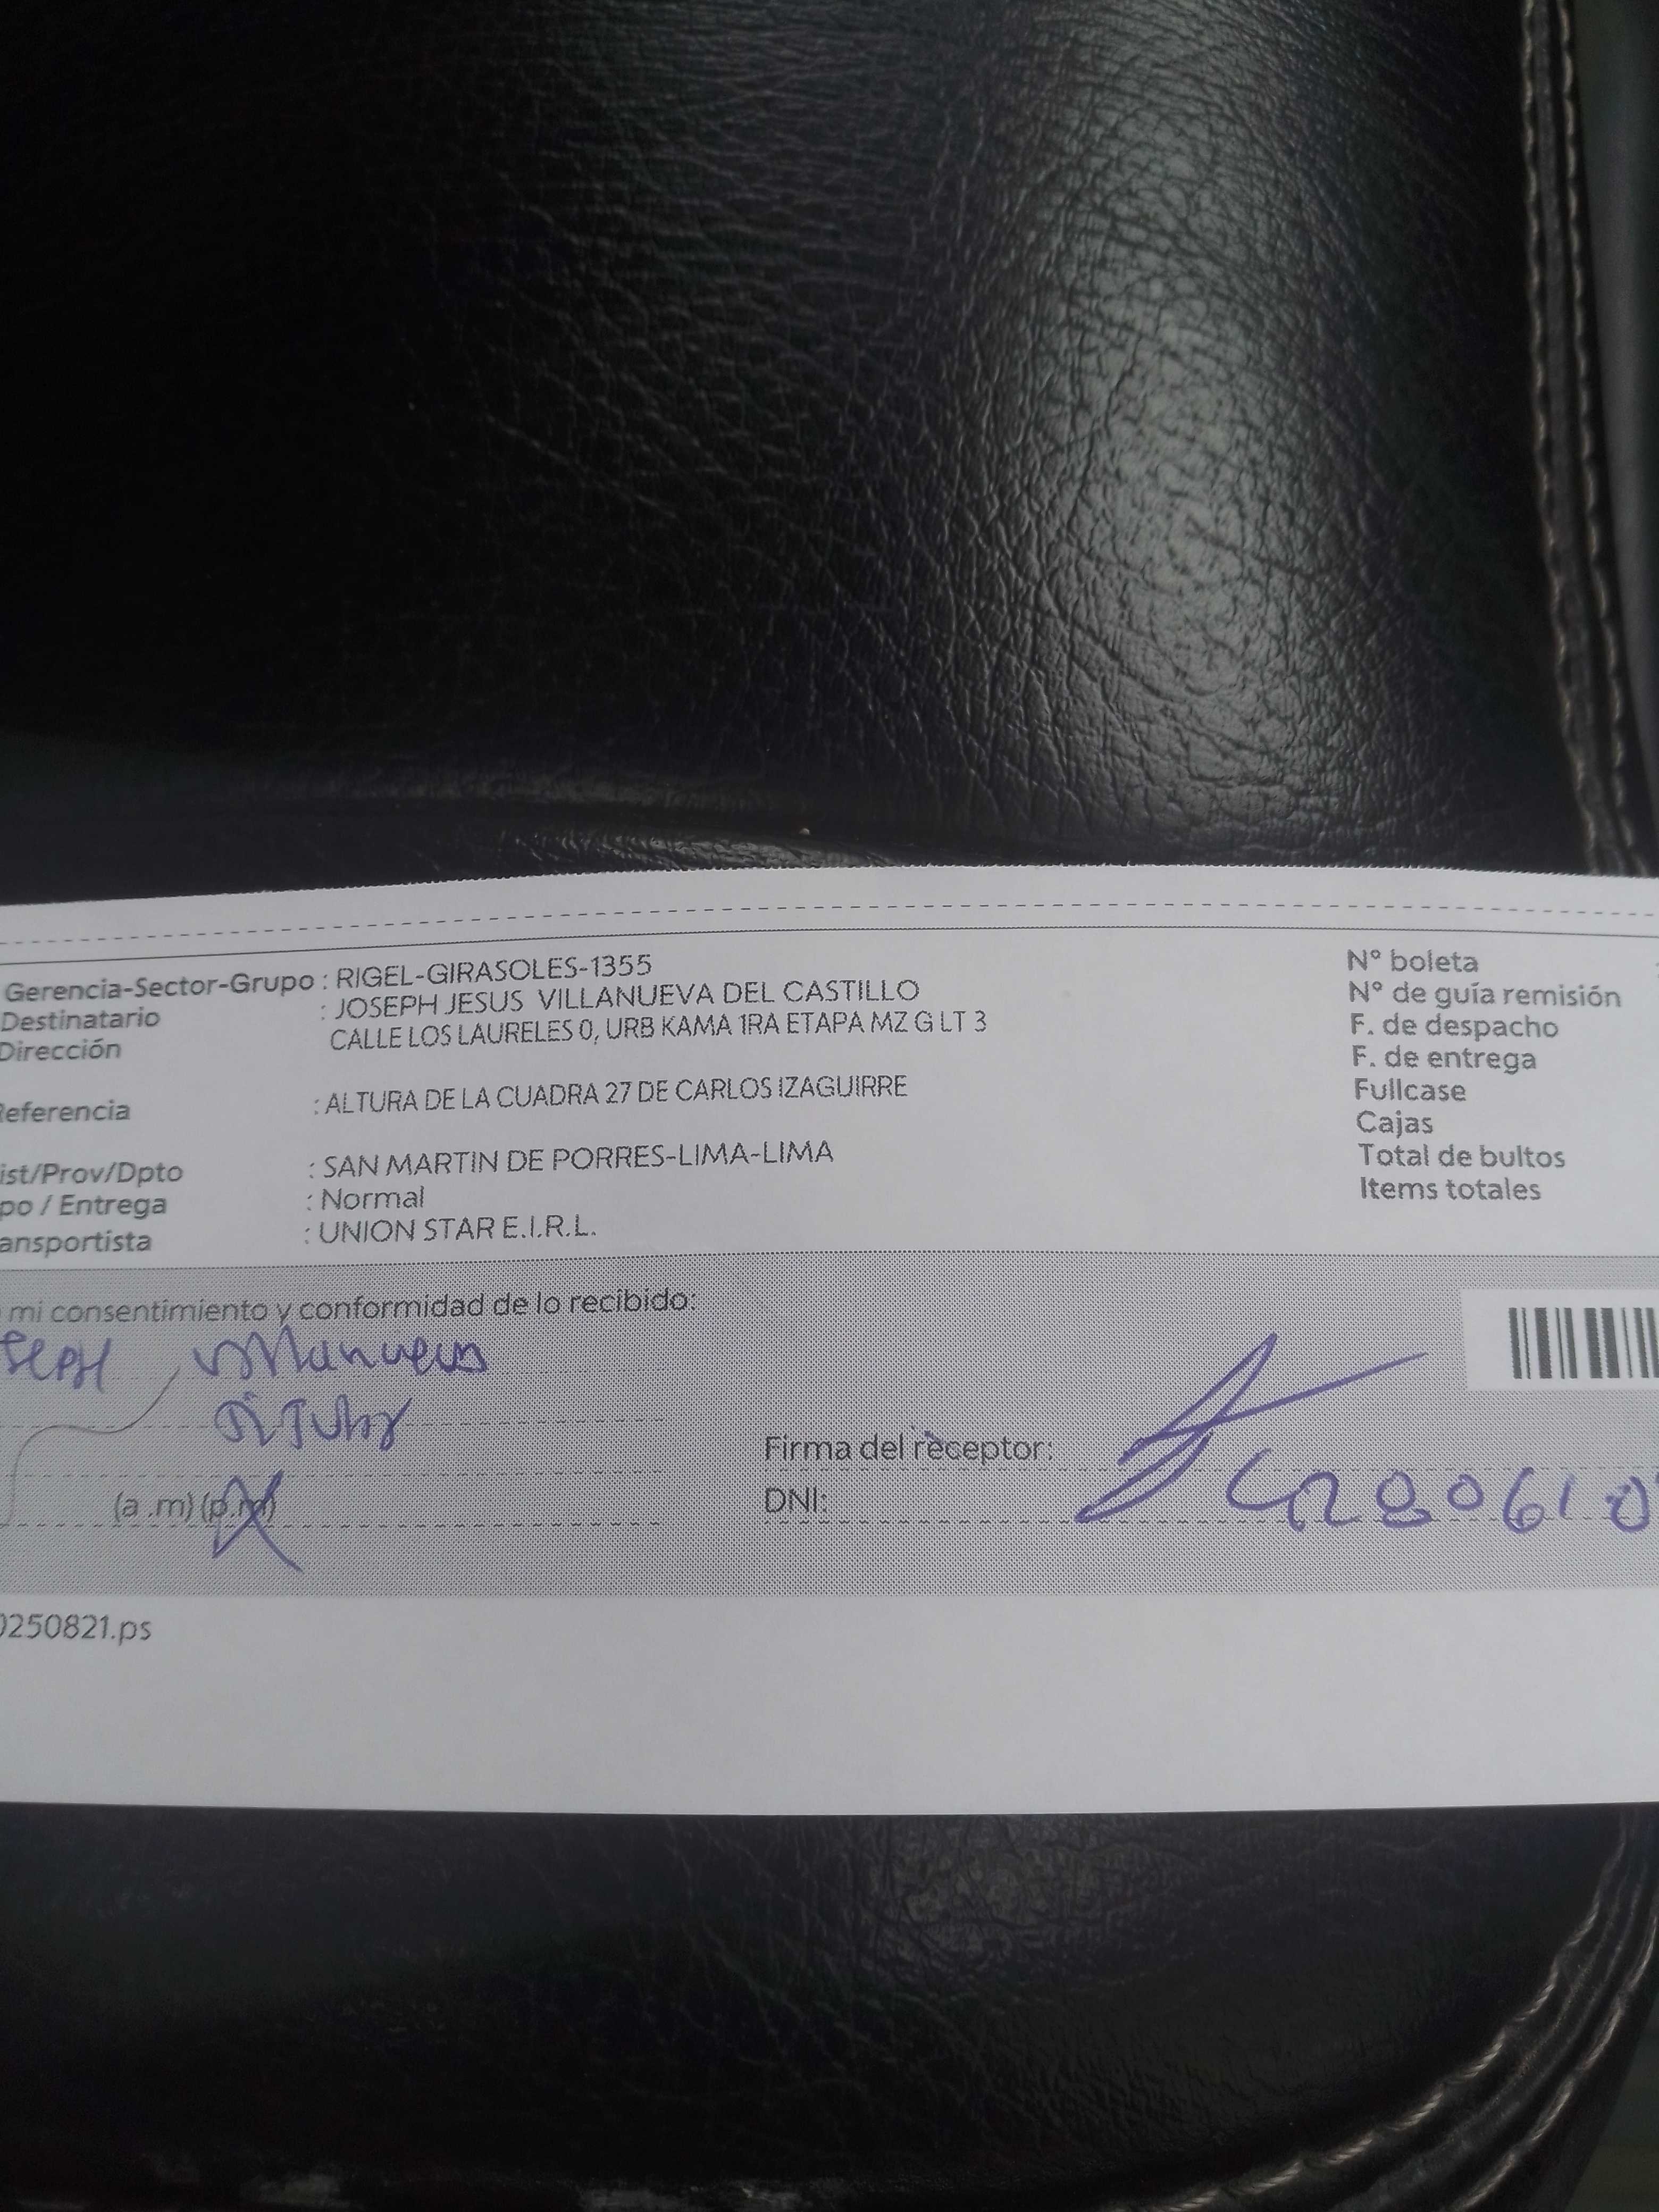 Gerencia-Sector-Grupo : RIGEL-GIRASOLES-1355
Destinatario : JOSEPH JESUS VILLANUEVA DEL CASTILLO
Dirección CALLE LOS LAURELES 0, URB KAMA 1RA ETAPA MZ G LT 3
eferencia : ALTURA DE LA CUADRA 27 DE CARLOS IZAGUIRRE
ist/Prov/Dpto : SAN MARTIN DE PORRES-LIMA-LIMA
po / Entrega : Normal
ansportista : UNION STAR E.I.R.L.
N° boleta
N° de guía remisión
F. de despacho
F. de entrega
Fullcase
Cajas
Total de bultos
Items totales
mi consentimiento y conformidad de lo recibido:
seph Villanueva
Titular
(a.m) (p.m)
Firma del receptor:
DNI: 4280610
0250821.ps